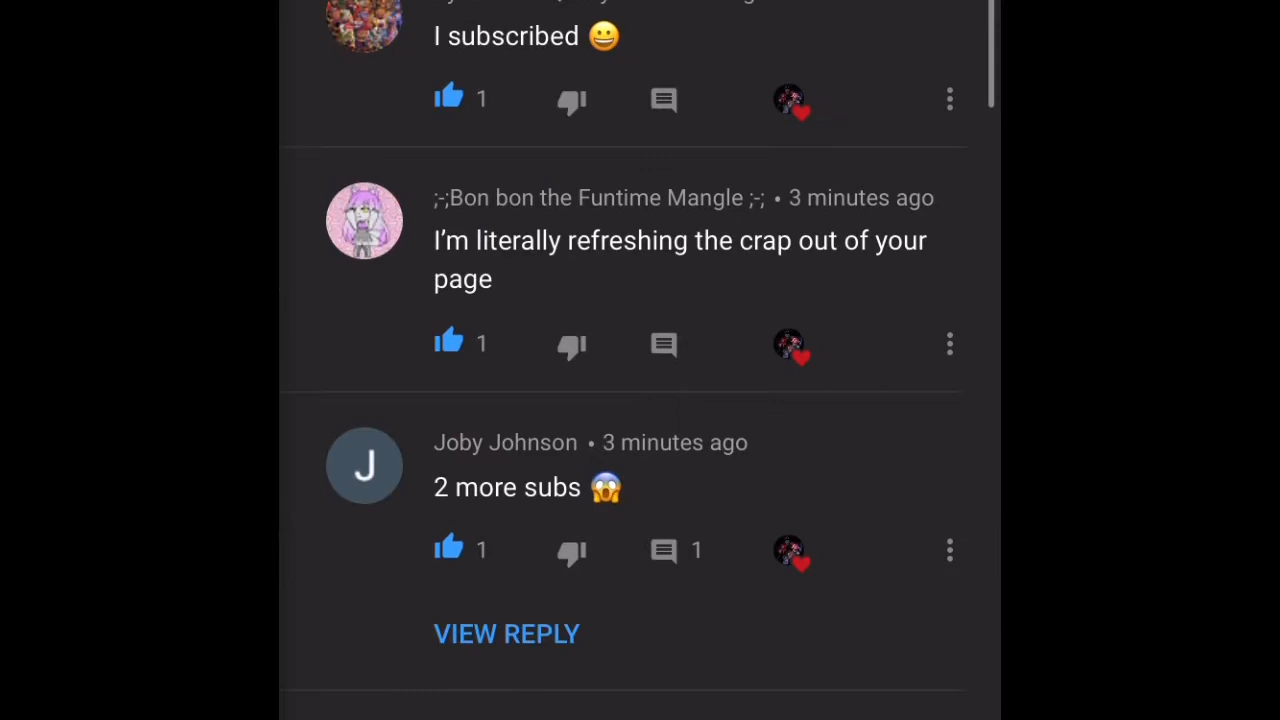 I subscribed 😀
1
;-;Bon bon the Funtime Mangle ;-; • 3 minutes ago
I’m literally refreshing the crap out of your
page
1
J
Joby Johnson • 3 minutes ago
2 more subs 😱
1 1
VIEW REPLY